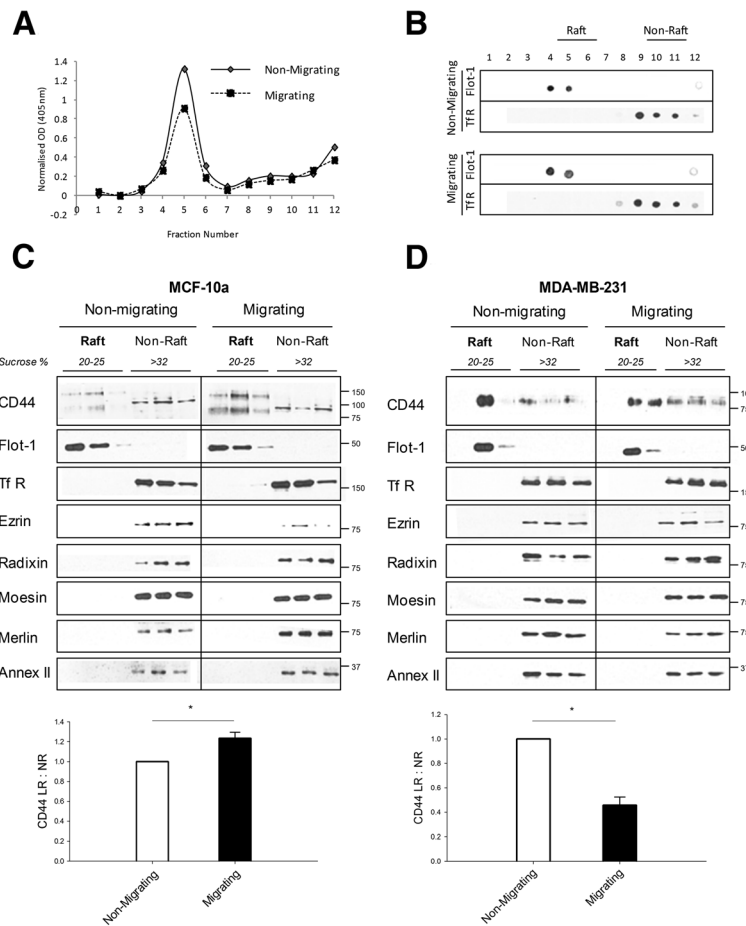 A
1.4
1.2
1
0.8
0.6
0.4
0.2
0
-0.2
Normalised OD (405nm)
Non-Migrating
Migrating
0 1 2 3 4 5 6 7 8 9 10 11 12
Fraction Number
B
Raft Non-Raft
1 2 3 4 5 6 7 8 9 10 11 12
Non-Migrating
Flot-1
Tf R
Migrating
Flot-1
Tf R
C
MCF-10a
Non-migrating Migrating
Raft Non-Raft Raft Non-Raft
Sucrose % 20-25 >32 20-25 >32
CD44
150
100
75
Flot-1
50
Tf R
150
Ezrin
75
Radixin
75
Moesin
75
Merlin
75
Annex II
37
1.4
1.2
1.0
0.8
0.6
0.4
0.2
0.0
CD44 LR : NR
*
Non-Migrating
Migrating
D
MDA-MB-231
Non-migrating Migrating
Raft Non-Raft Raft Non-Raft
20-25 >32 20-25 >32
CD44
Flot-1
Tf R
Ezrin
Radixin
Moesin
Merlin
Annex II
1.2
1.0
0.8
0.6
0.4
0.2
0.0
CD44 LR : NR
*
Non-Migrating
Migrating